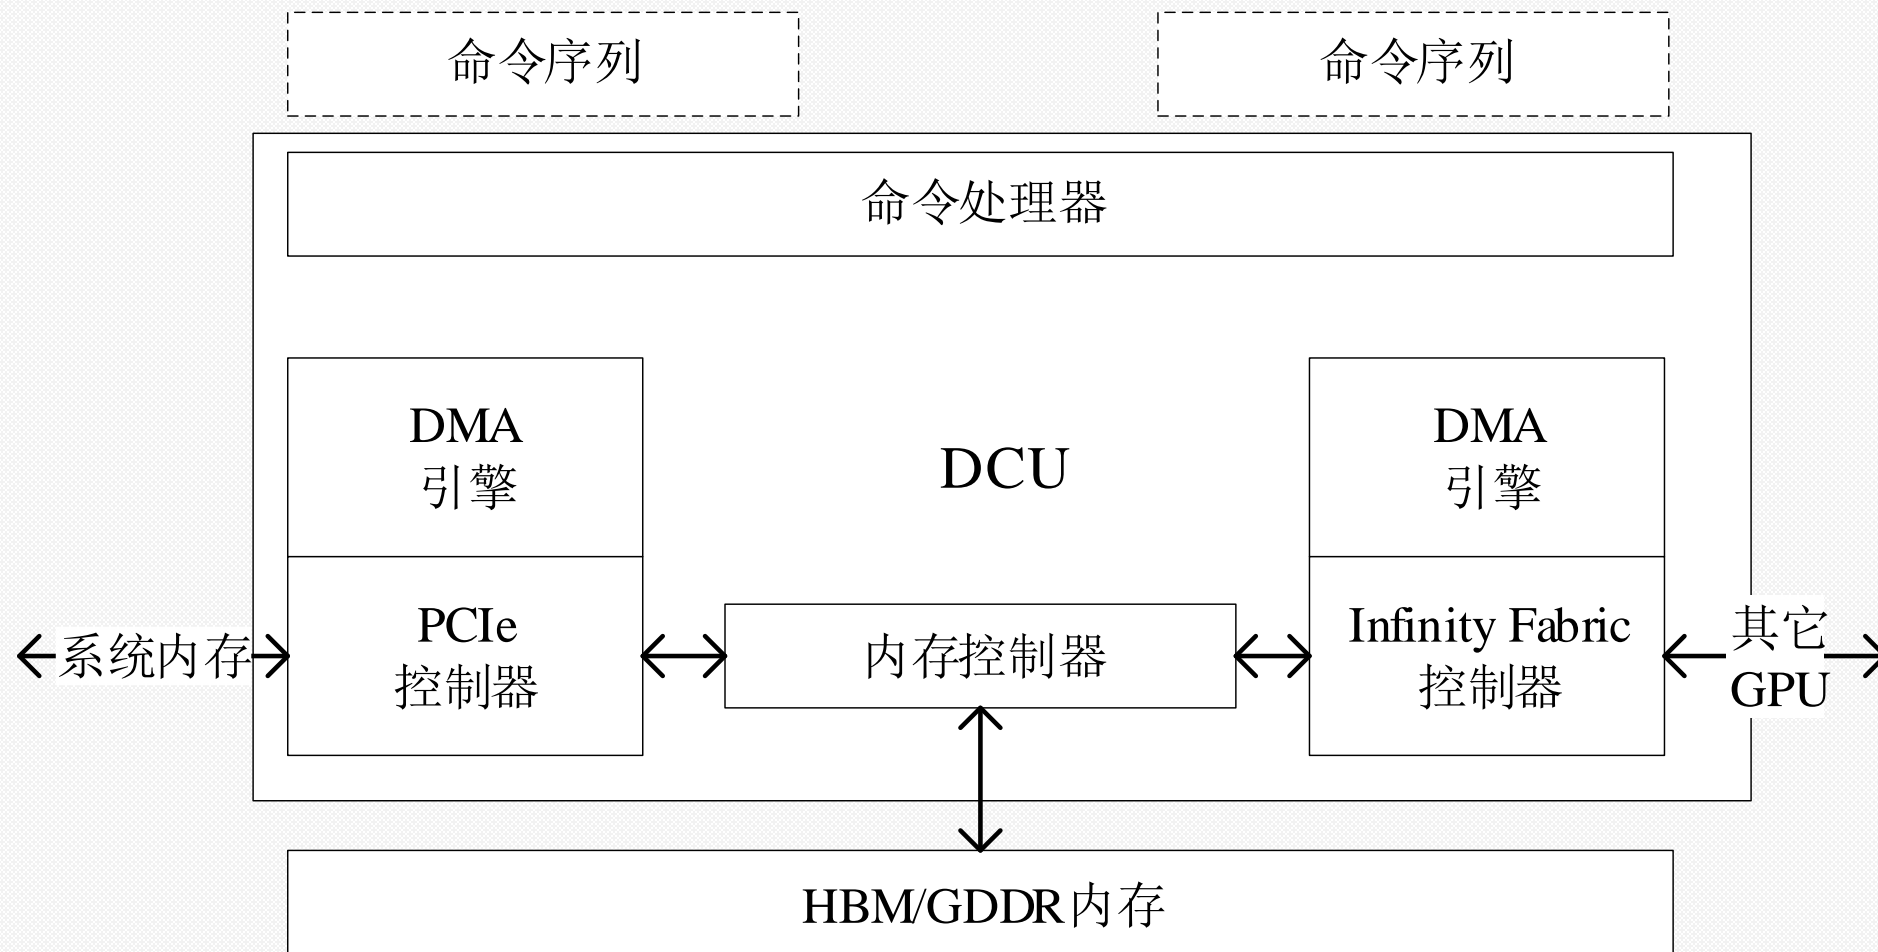 命令序列
命令序列
命令处理器
DMA
引擎
DCU
DMA
引擎
系统内存
PCIe
控制器
内存控制器
Infinity Fabric
控制器
其它
GPU
HBM/GDDR内存